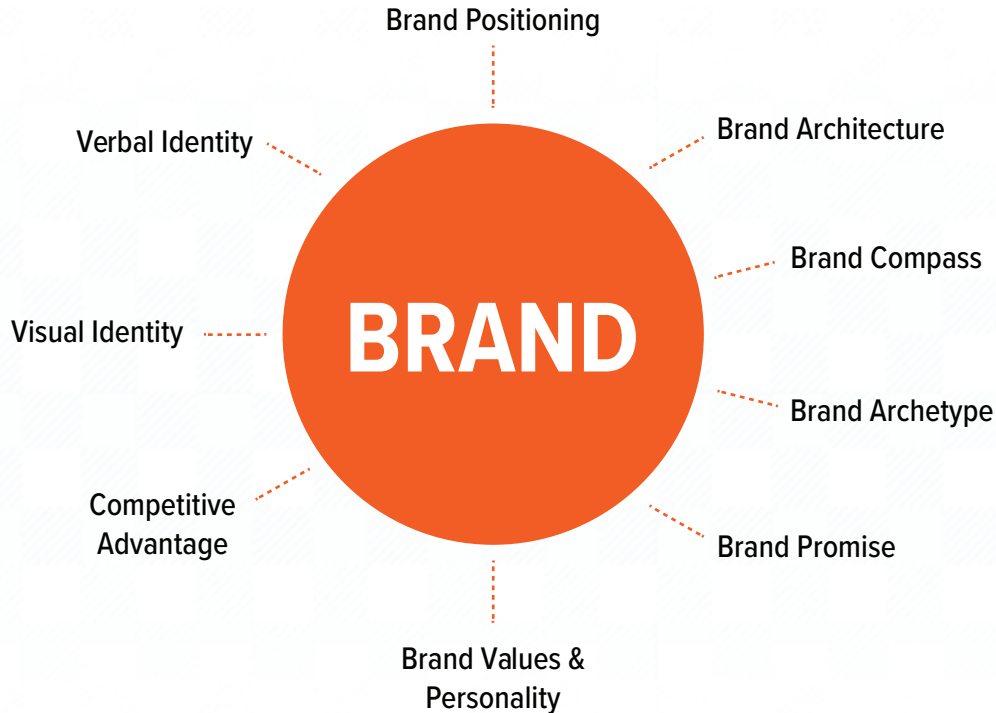 Brand Positioning
Verbal Identity
Brand Architecture
Brand Compass
Visual Identity
BRAND
Brand Archetype
Competitive
Advantage
Brand Promise
Brand Values &
Personality